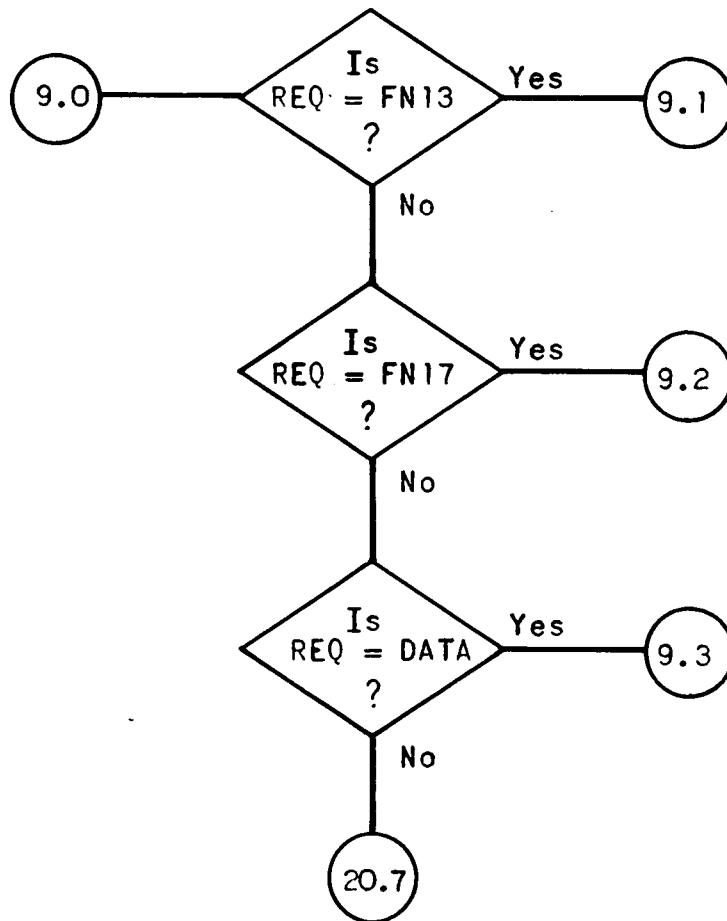 Is
9.0
REQ = FN13
Yes
9.1
?
No
Is
REQ = FN17
Yes
9.2
?
No
Is
REQ = DATA
Yes
9.3
?
No
20.7